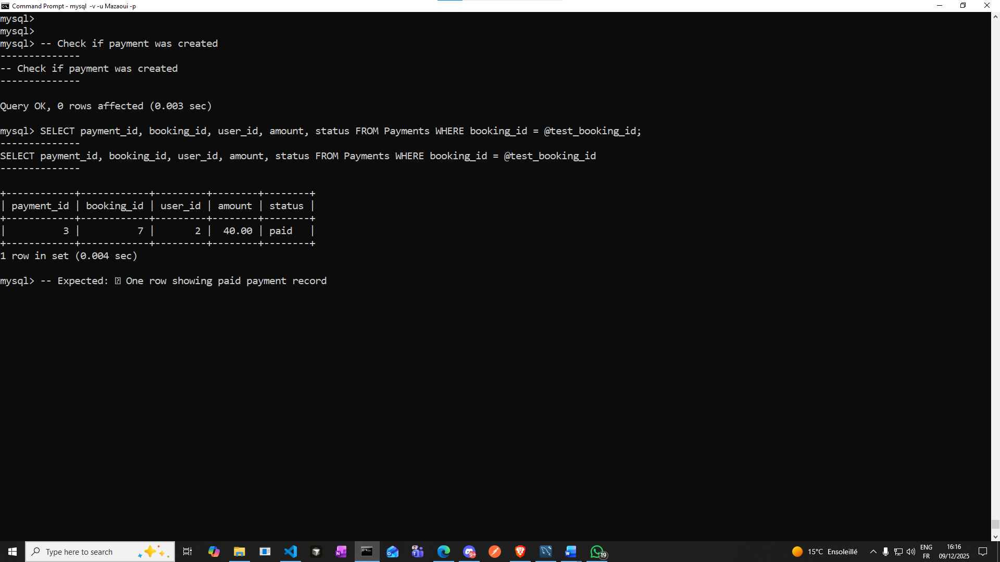 Command Prompt - mysql -v -u Mazaoui -p
mysql>
mysql>
mysql> -- Check if payment was created
--------------
-- Check if payment was created
--------------
Query OK, 0 rows affected (0.003 sec)
mysql> SELECT payment_id, booking_id, user_id, amount, status FROM Payments WHERE booking_id = @test_booking_id;
--------------
SELECT payment_id, booking_id, user_id, amount, status FROM Payments WHERE booking_id = @test_booking_id
--------------
+------------+------------+---------+--------+--------+
| payment_id | booking_id | user_id | amount | status |
+------------+------------+---------+--------+--------+
|          3 |          7 |       2 |  40.00 | paid   |
+------------+------------+---------+--------+--------+
1 row in set (0.004 sec)
mysql> -- Expected: ⍰ One row showing paid payment record
Type here to search
9+
19
15°C Ensoleillé
ENG
FR
16:16
09/12/2025